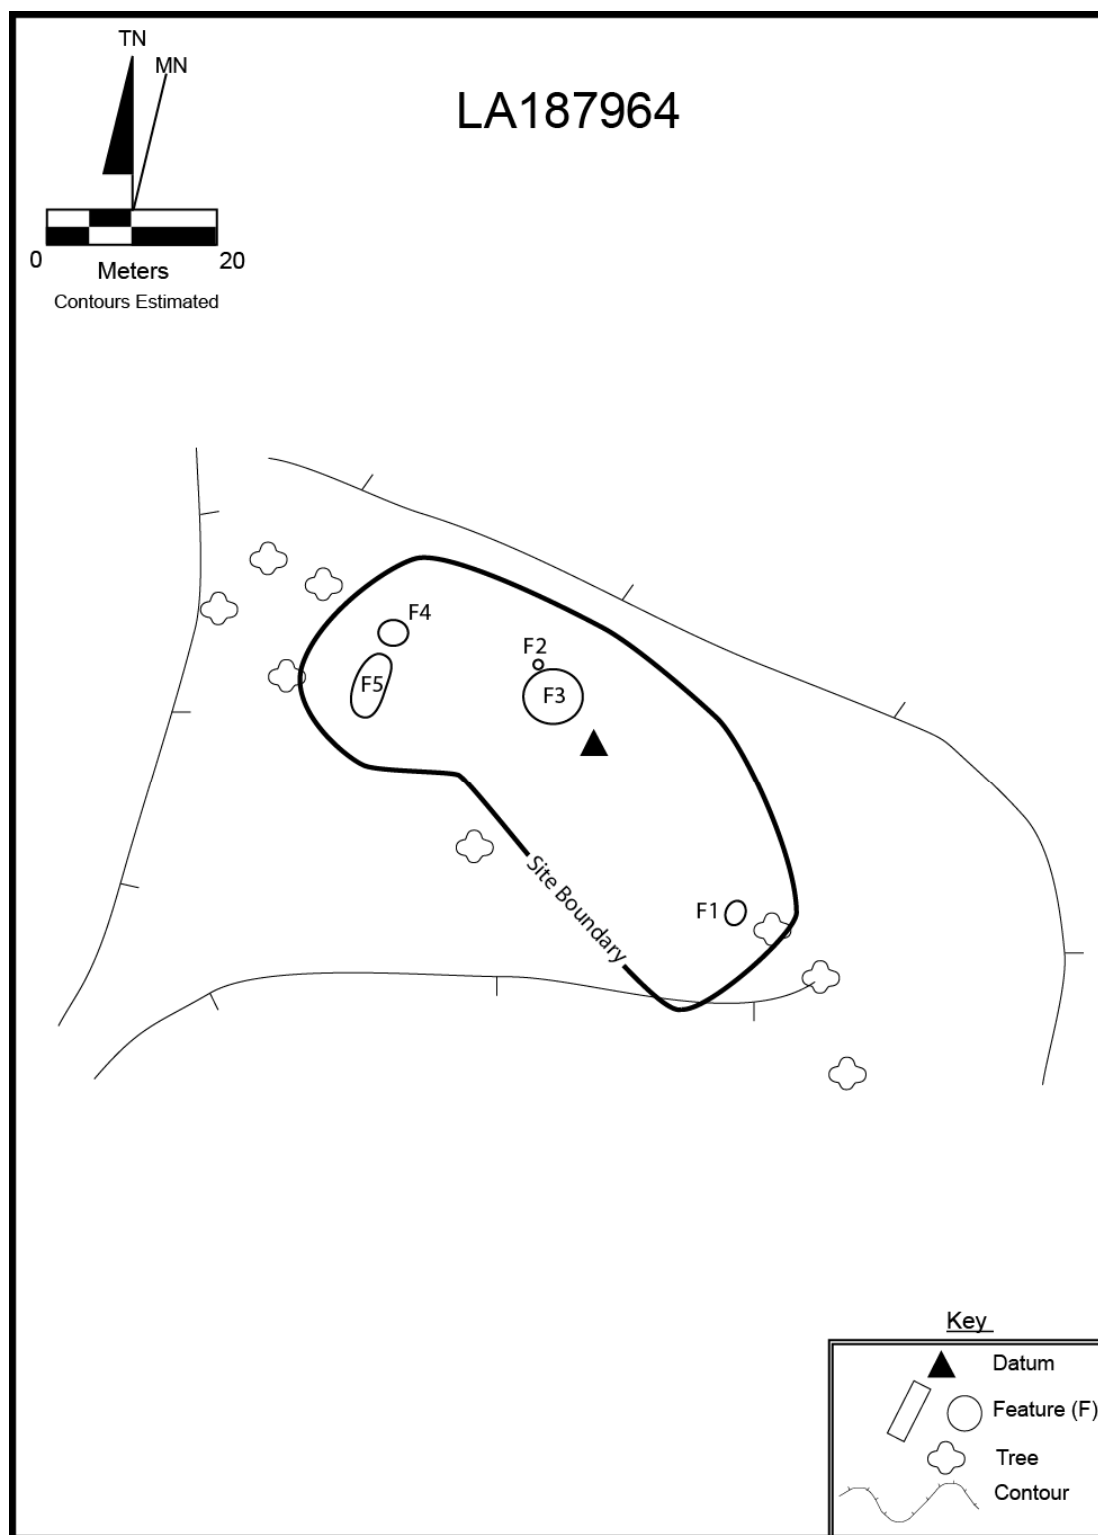 TN
MN
LA187964
0
20
Meters
Contours Estimated
F4
F2
F5
F3
Site Boundary
F1
Key
Datum
Feature (F)
Tree
Contour